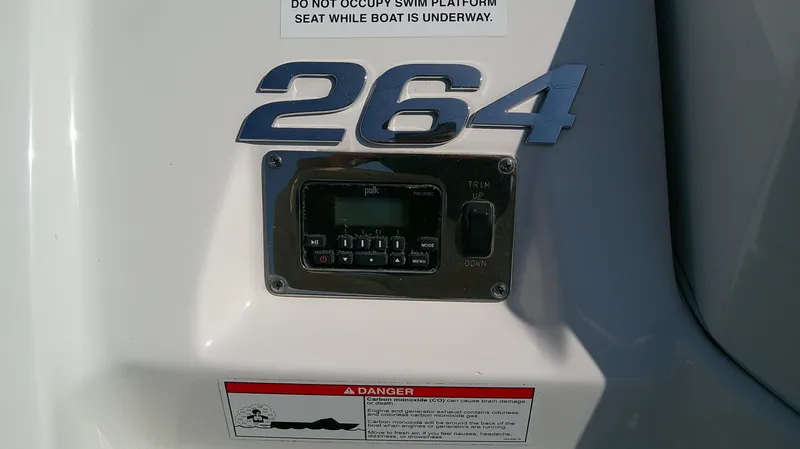 DO NOT OCCUPY SWIM PLATFORM
SEAT WHILE BOAT IS UNDERWAY.
264
polk
TRIM
UP
MODE
MENU
DOWN
DANGER
Carbon monoxide (CO) can cause brain damage
or death.
Engine and generator exhaust contains odorless
and colorless carbon monoxide gas.
Carbon monoxide will be around the back of the
boat when engines or generators are running.
Move to fresh air, if you feel nausea, headache,
dizziness, or drowsiness.